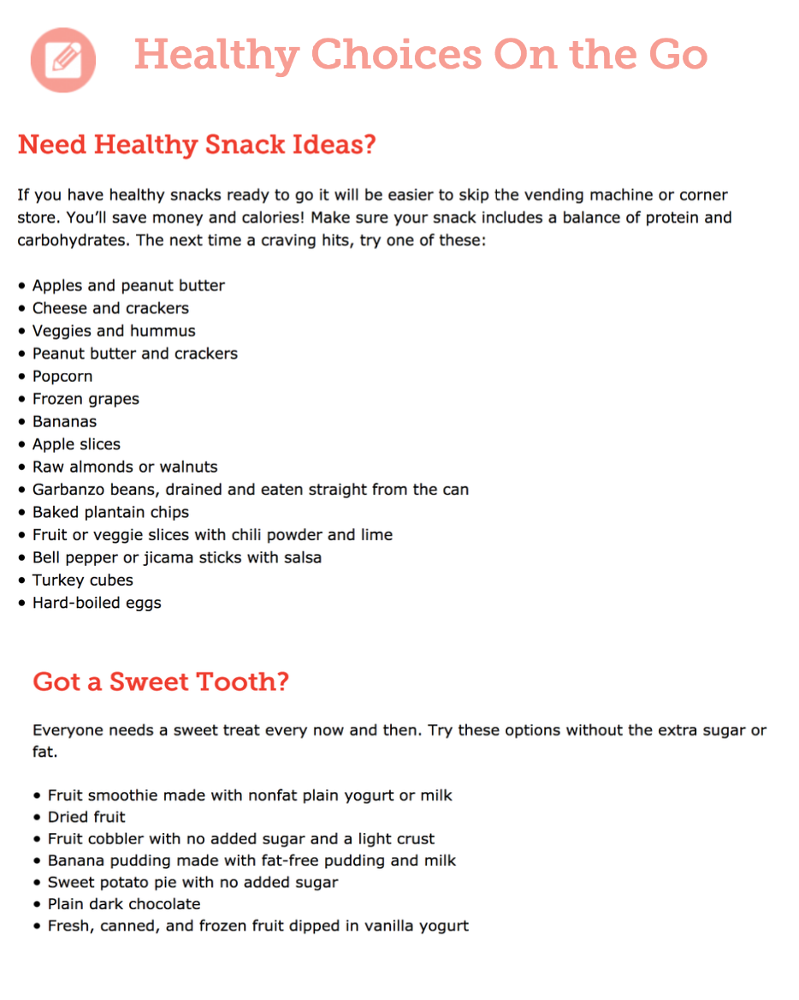 Healthy Choices On the Go
Need Healthy Snack Ideas?
If you have healthy snacks ready to go it will be easier to skip the vending machine or corner
store. You’ll save money and calories! Make sure your snack includes a balance of protein and
carbohydrates. The next time a craving hits, try one of these:
• Apples and peanut butter
• Cheese and crackers
• Veggies and hummus
• Peanut butter and crackers
• Popcorn
• Frozen grapes
• Bananas
• Apple slices
• Raw almonds or walnuts
• Garbanzo beans, drained and eaten straight from the can
• Baked plantain chips
• Fruit or veggie slices with chili powder and lime
• Bell pepper or jicama sticks with salsa
• Turkey cubes
• Hard-boiled eggs
Got a Sweet Tooth?
Everyone needs a sweet treat every now and then. Try these options without the extra sugar or
fat.
• Fruit smoothie made with nonfat plain yogurt or milk
• Dried fruit
• Fruit cobbler with no added sugar and a light crust
• Banana pudding made with fat-free pudding and milk
• Sweet potato pie with no added sugar
• Plain dark chocolate
• Fresh, canned, and frozen fruit dipped in vanilla yogurt